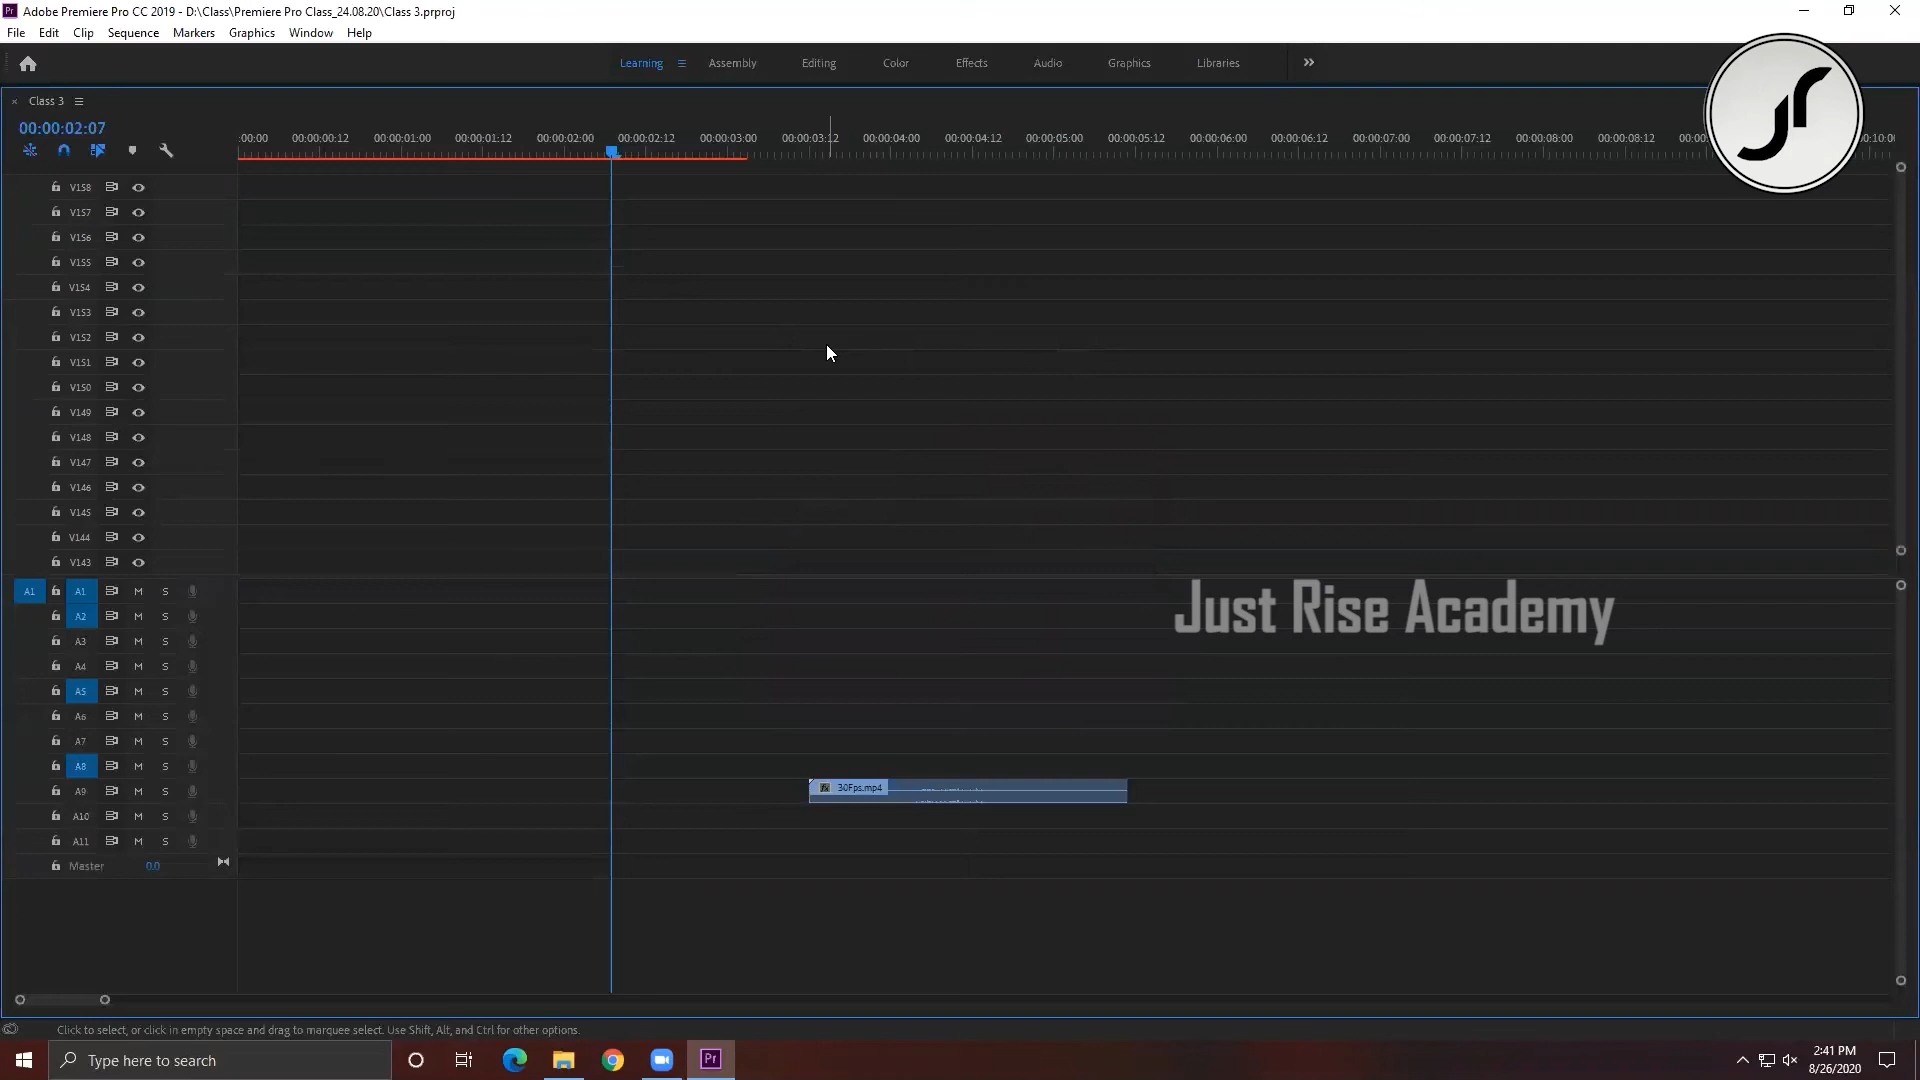 Adobe Premiere Pro CC 2019 - D:\Class\Premiere Pro Class_24.08.20\Class 3.prproj
File Edit Clip Sequence Markers Graphics Window Help
Learning Assembly Editing Color Effects Audio Graphics Libraries
Class 3
00:00:02:07
:00:00 00:00:00:12 00:00:01:00 00:00:01:12 00:00:02:00 00:00:02:12 00:00:03:00 00:00:03:12 00:00:04:00 00:00:04:12 00:00:05:00 00:00:05:12 00:00:06:00 00:00:06:12 00:00:07:00 00:00:07:12 00:00:08:00 00:00:08:12 00:00:
V158
V157
V156
V155
V154
V153
V152
V151
V150
V149
V148
V147
V146
V145
V144
V143
A1 A1 M S
A2 M S
A3 M S
Just Rise Academy
A4 M S
A5 M S
A6 M S
A7 M S
A8 M S
A9 M S
30Fps.mp4
A10 M S
A11 M S
Master 0.0
Click to select, or click in empty space and drag to marquee select. Use Shift, Alt, and Ctrl for other options.
Type here to search
Pr
2:41 PM
8/26/2020